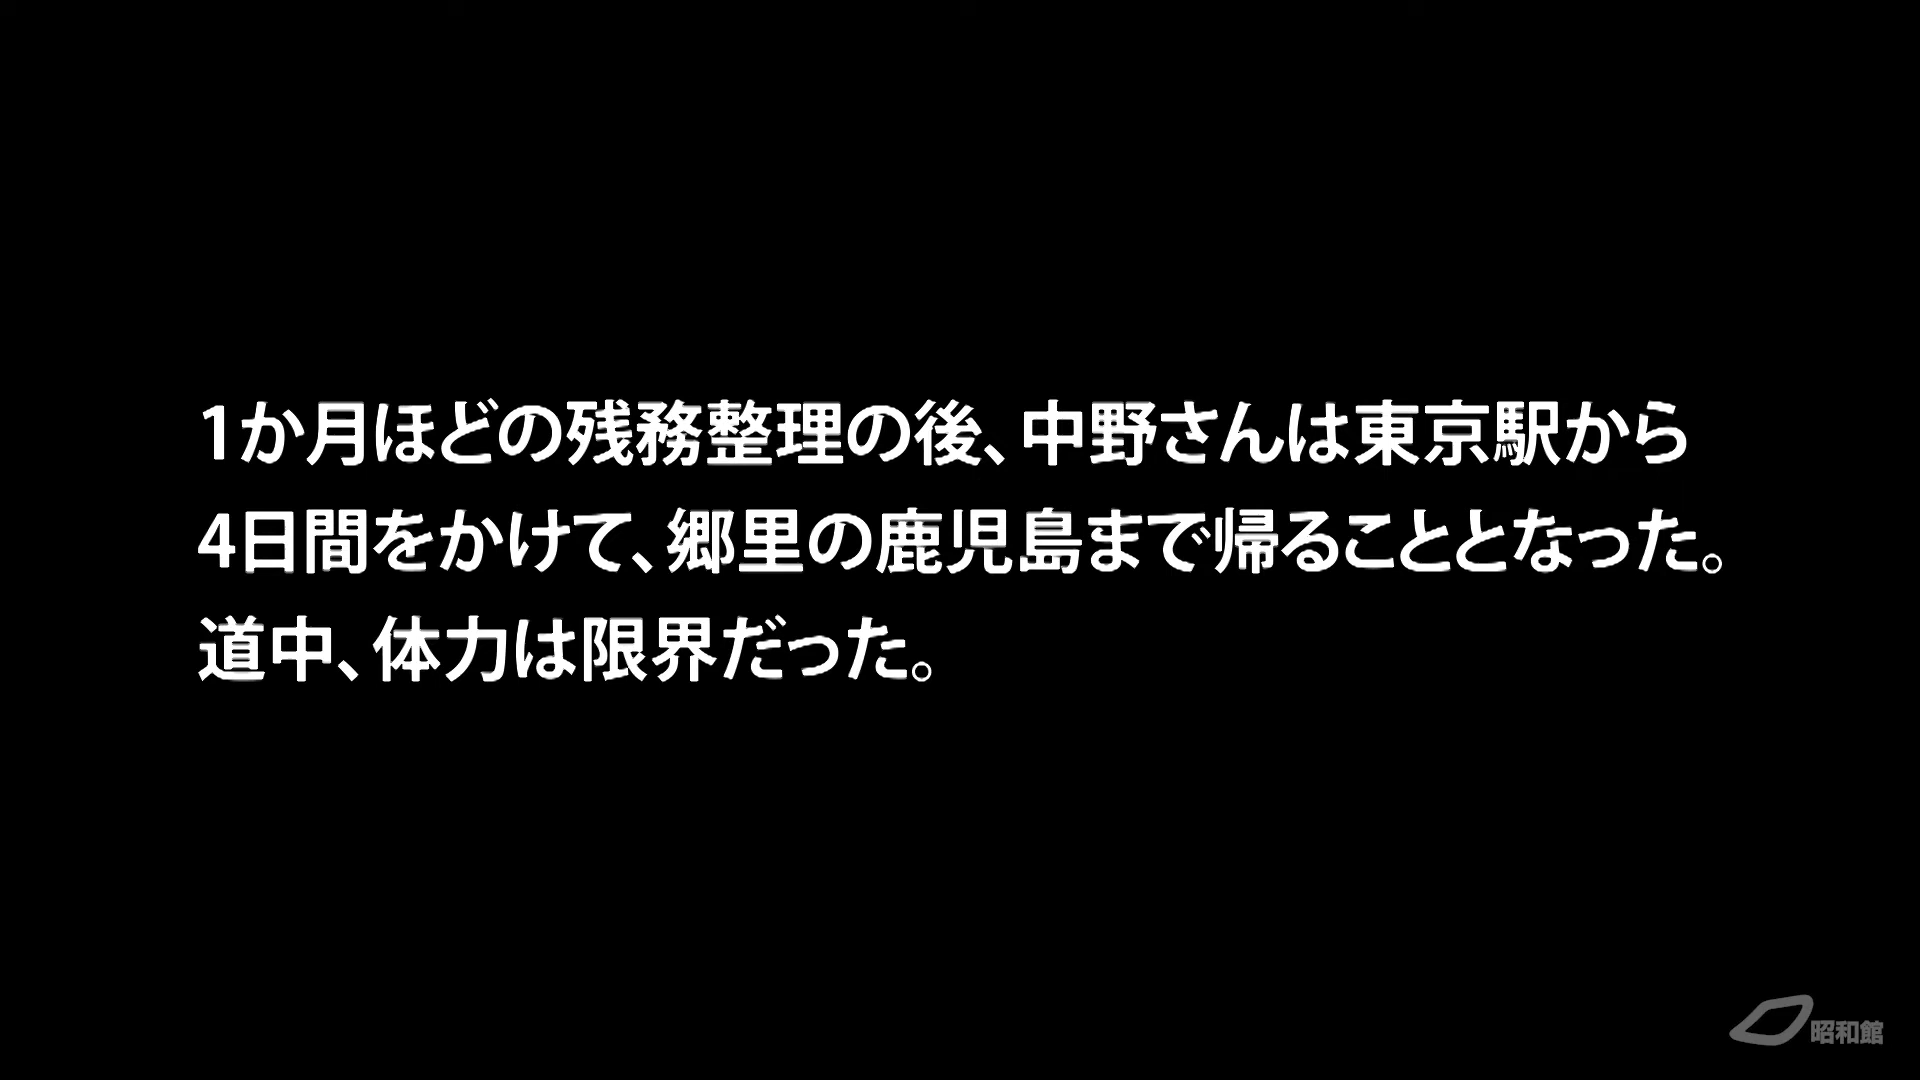 1か月ほどの残務整理の後、中野さんは東京駅から
4日間をかけて、郷里の鹿児島まで帰ることとなった。
道中、体力は限界だった。
昭和館